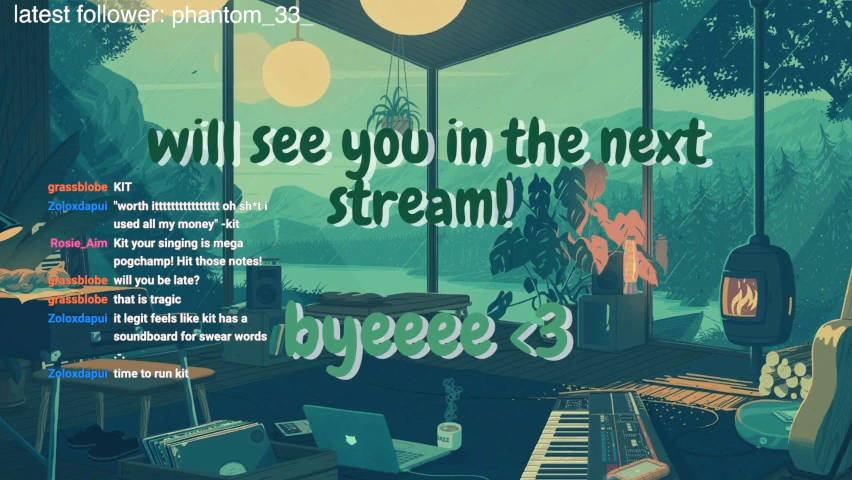 latest follower: phantom_33_
will see you in the next
stream!
grassblobe KIT
Zoloxdapui "worth itttttttttttttttttt oh sh*t i
used all my money" -kit
Rosie_Aim Kit your singing is mega
pogchamp! Hit those notes!
grassblobe will you be late?
grassblobe that is tragic
Zoloxdapui it legit feels like kit has a
soundboard for swear words
Zoloxdapui time to run kit
byeeee <3
JAZZ